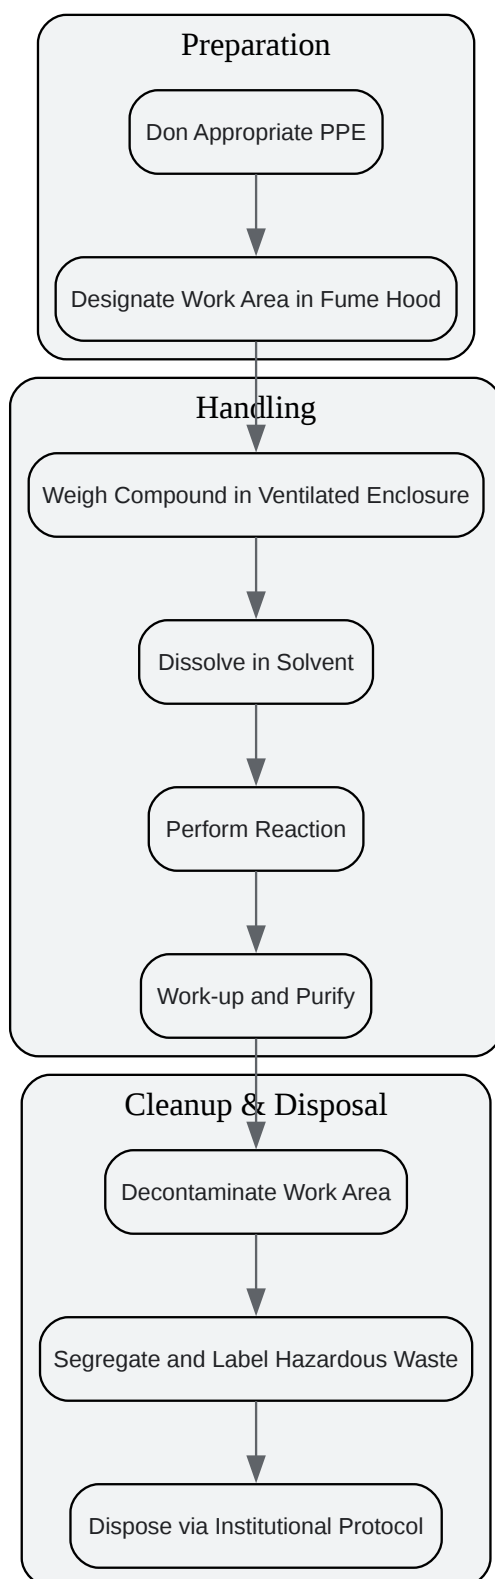 Preparation
Don Appropriate PPE
Designate Work Area in Fume Hood
Handling
Weigh Compound in Ventilated Enclosure
Dissolve in Solvent
Perform Reaction
Work-up and Purify
Cleanup & Disposal
Decontaminate Work Area
Segregate and Label Hazardous Waste
Dispose via Institutional Protocol